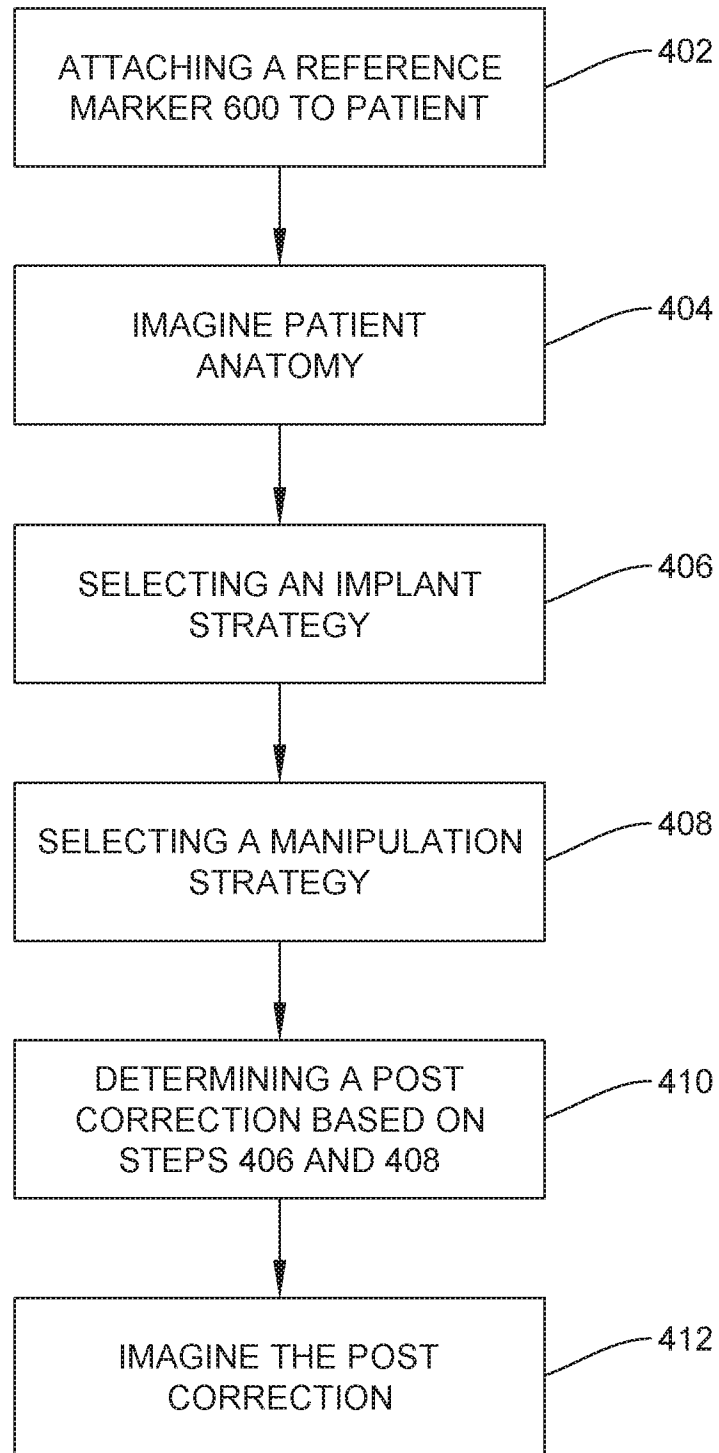 ATTACHING A REFERENCE
MARKER 600 TO PATIENT
402
IMAGINE PATIENT
ANATOMY
404
SELECTING AN IMPLANT
STRATEGY
406
SELECTING A MANIPULATION
STRATEGY
408
DETERMINING A POST
CORRECTION BASED ON
STEPS 406 AND 408
410
IMAGINE THE POST
CORRECTION
412